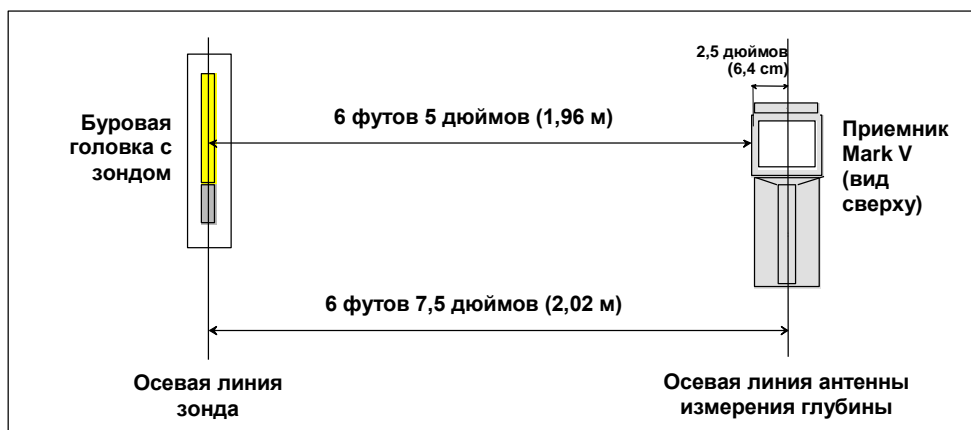 2,5 дюймов
(6,4 cm)
Буровая
головка с
зондом
6 футов 5 дюймов (1,96 м)
Приемник
Mark V
(вид
сверху)
6 футов 7,5 дюймов (2,02 м)
Осевая линия
зонда
Осевая линия антенны
измерения глубины